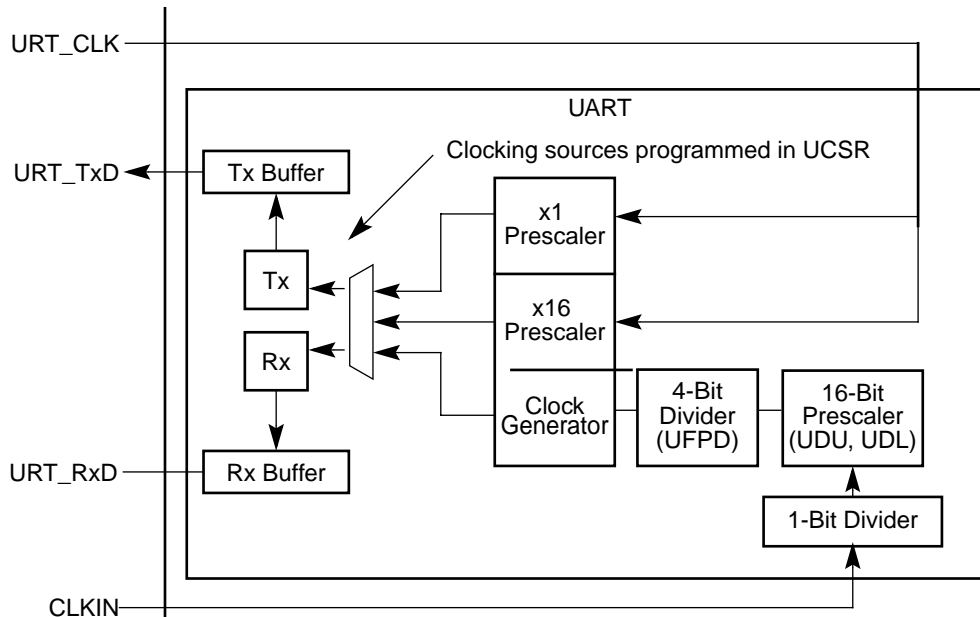 URT_CLK
UART
Clocking sources programmed in UCSR
URT_TxD
Tx Buffer
x1
Prescaler
Tx
x16
Prescaler
Rx
Clock
Generator
4-Bit
Divider
(UFPD)
16-Bit
Prescaler
(UDU, UDL)
URT_RxD
Rx Buffer
1-Bit Divider
CLKIN